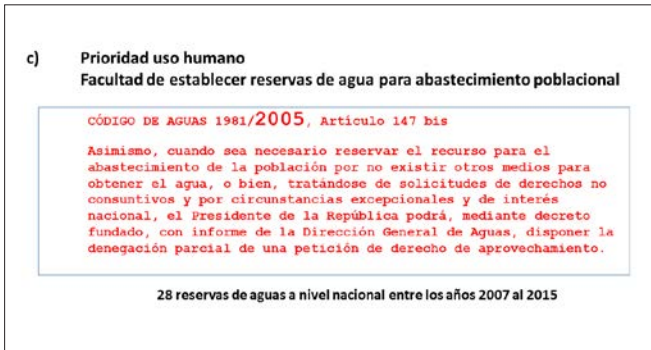 c) Prioridad uso humano
Facultad de establecer reservas de agua para abastecimiento poblacional
CÓDIGO DE AGUAS 1981/2005, Artículo 147 bis
Asimismo, cuando sea necesario reservar el recurso para el
abastecimiento de la población por no existir otros medios para
obtener el agua, o bien, tratándose de solicitudes de derechos no
consuntivos y por circunstancias excepcionales y de interés
nacional, el Presidente de la República podrá, mediante decreto
fundado, con informe de la Dirección General de Aguas, disponer la
denegación parcial de una petición de derecho de aprovechamiento.
28 reservas de aguas a nivel nacional entre los años 2007 al 2015